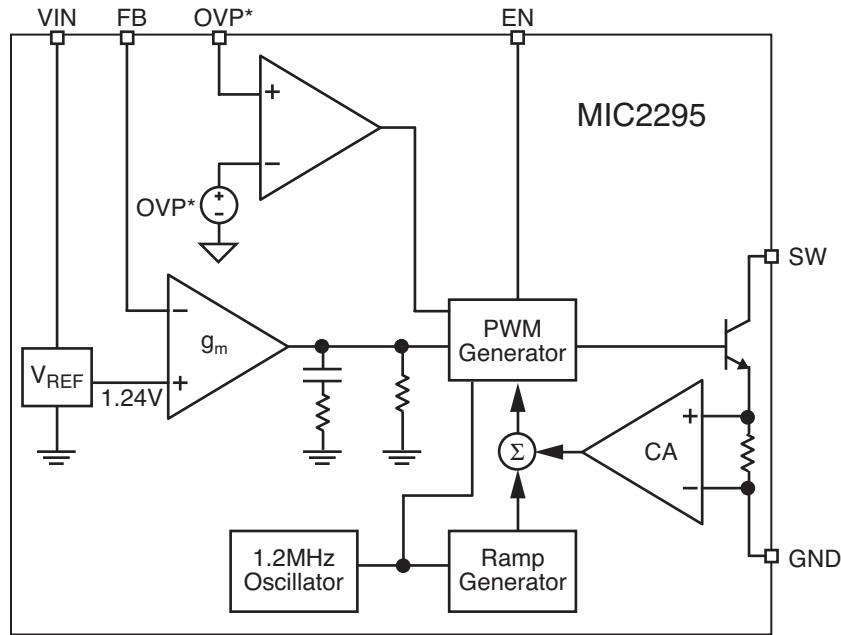 VIN FB OVP* EN
MIC2295
+
−
OVP*
+
−
SW
−
gm
+
VREF
1.24V
PWM
Generator
+
CA
−
Σ
1.2MHz
Oscillator
Ramp
Generator
GND